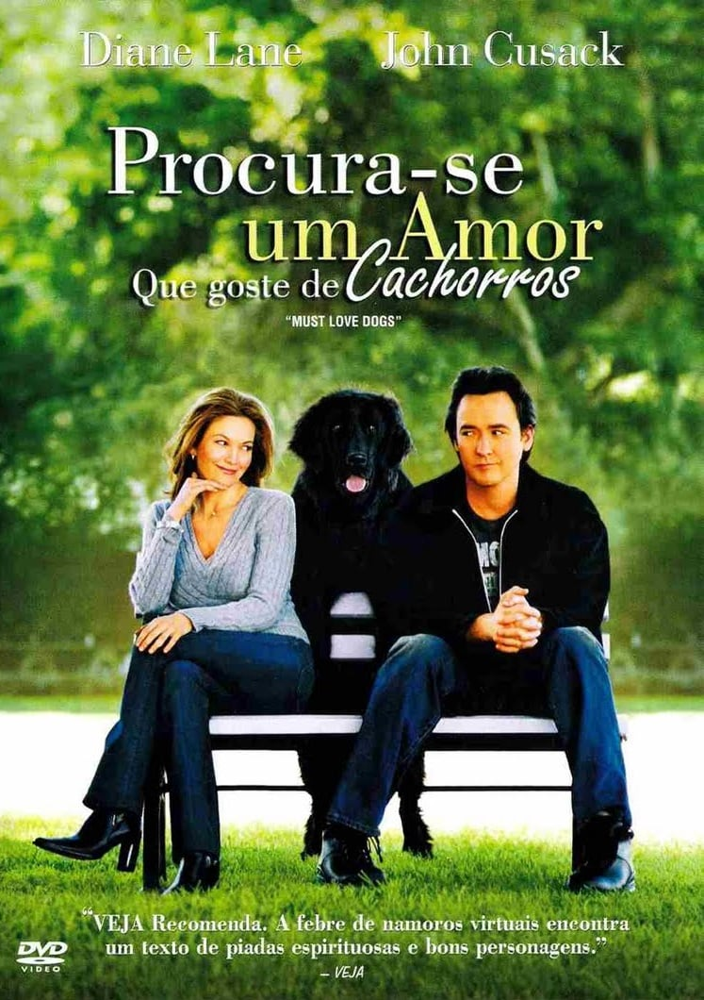 Diane Lane John Cusack
Procura-se
um Amor
Que goste de Cachorros
“MUST LOVE DOGS”
“VEJA Recomenda. A febre de namoros virtuais encontra
um texto de piadas espirituosas e bons personagens.”
– VEJA
DVD
VIDEO